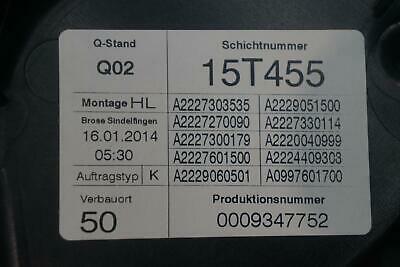 Q-Stand Schichtnummer
Q02 15T455
Montage HL A2227303535 A2229051500
Brose Sindelfingen A2227270090 A2227330114
16.01.2014 A2227300179 A2220040999
05:30 A2227601500 A2224409303
Auftragstyp K A2229060501 A0997601700
Verbauort Produktionsnummer
50 0009347752